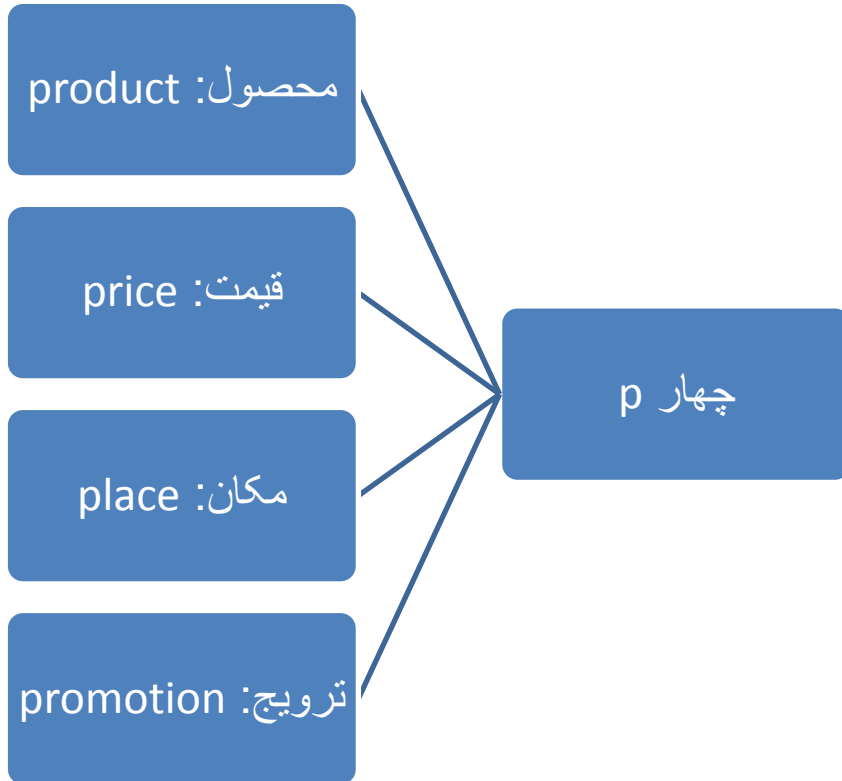 چهار p
محصول: product
قیمت: price
مکان: place
ترویج: promotion